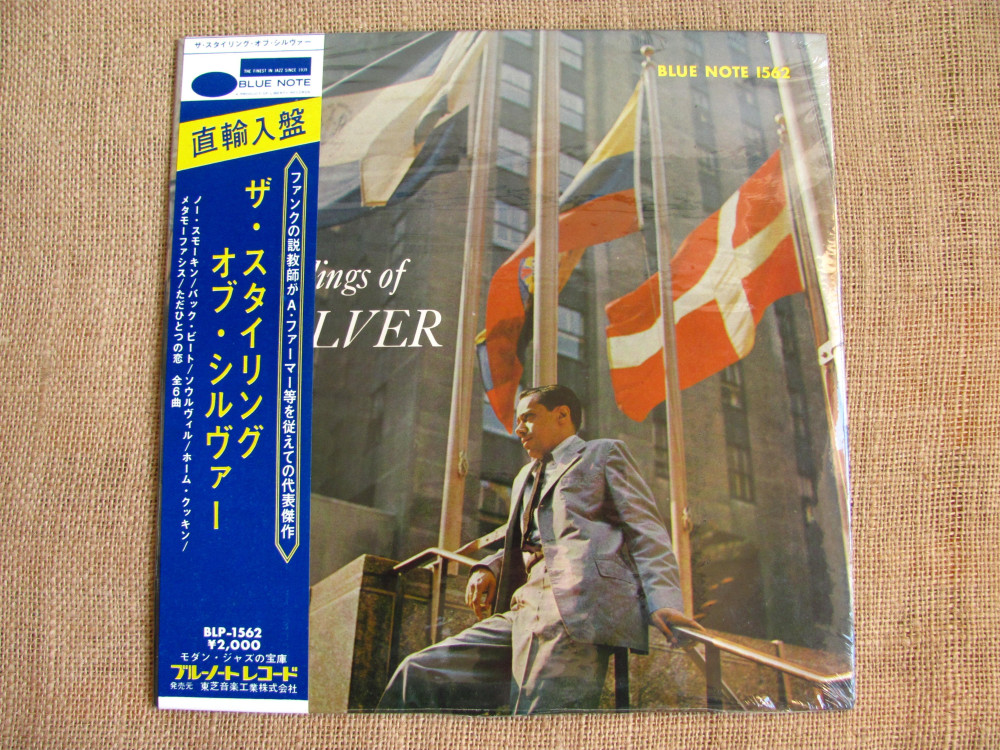 ザ・スタイリング・オブ・シルヴァー
THE FINEST IN JAZZ SINCE 1939
BLUE NOTE
直輸入盤
ファンクの説教師がA・ファーマー等を従えての代表傑作
ザ・スタイリング
オブ・シルヴァー
ノー・スモーキン/バック・ビート/ソウルヴィル/ホーム・クッキン/
メタモーファシス/ただひとつの恋 全6曲
BLP-1562
¥2,000
モダン・ジャズの宝庫
ブルーノートレコード
発売元 東芝音楽工業株式会社
BLUE NOTE 1562
lings of
LVER